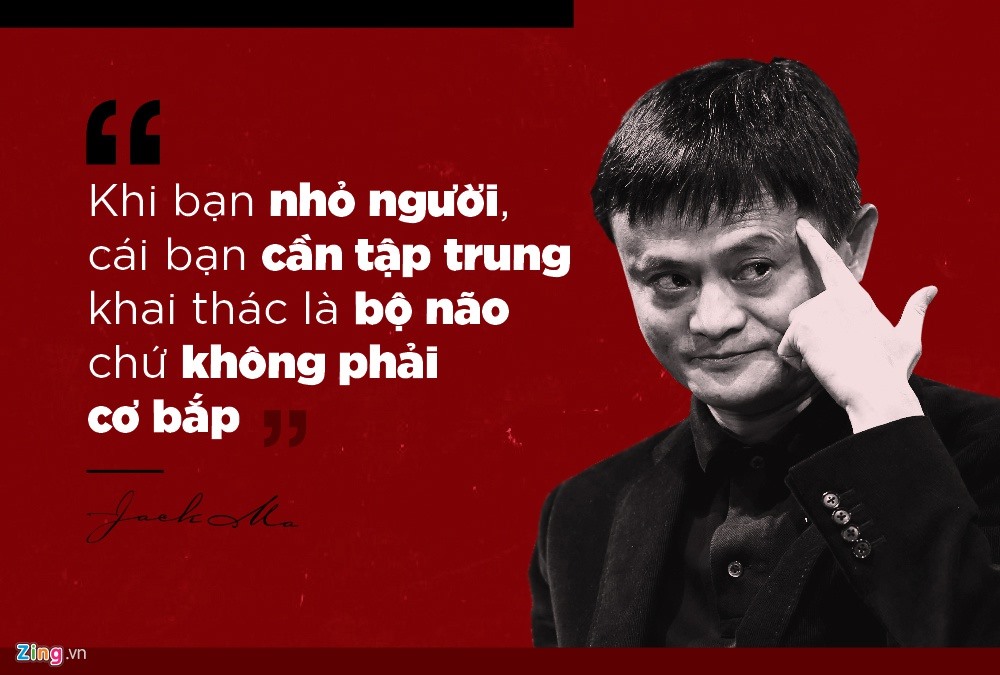 “
Khi bạn nhỏ người,
cái bạn cần tập trung
khai thác là bộ não
chứ không phải
cơ bắp ”
Jack Ma
Zing.vn